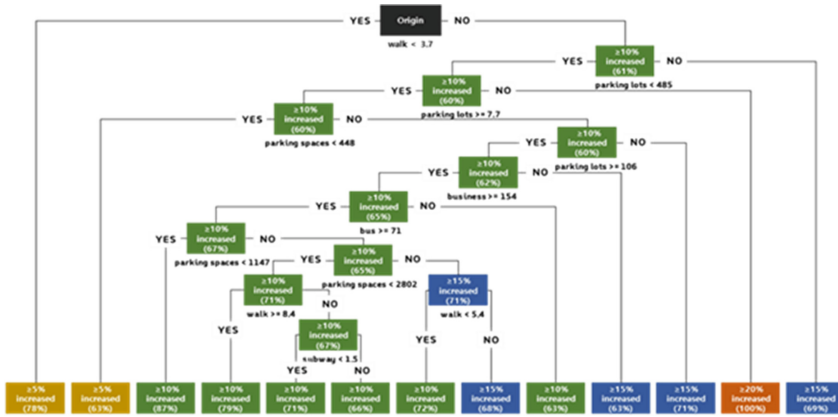 YES Origin NO
walk < 3.7
YES ≥10% increased (61%) NO
parking lots < 485
YES ≥10% increased (60%) NO
parking lots >= 7.7
YES ≥10% increased (60%) NO
parking spaces < 448
YES ≥10% increased (60%) NO
parking lots >= 106
YES ≥10% increased (62%) NO
business >= 154
YES ≥10% increased (65%) NO
bus >= 71
YES ≥10% increased (67%) NO
parking spaces < 1147
YES ≥10% increased (65%) NO
parking spaces < 2802
≥10% increased (71%)
walk >= 8.4
YES
NO
≥15% increased (71%)
walk < 5.4
YES
NO
≥10% increased (67%)
subway < 1.5
YES
NO
≥5% increased (78%)
≥5% increased (63%)
≥10% increased (87%)
≥10% increased (79%)
≥10% increased (71%)
≥10% increased (66%)
≥10% increased (72%)
≥15% increased (68%)
≥10% increased (63%)
≥15% increased (63%)
≥15% increased (71%)
≥20% increased (100%)
≥15% increased (69%)